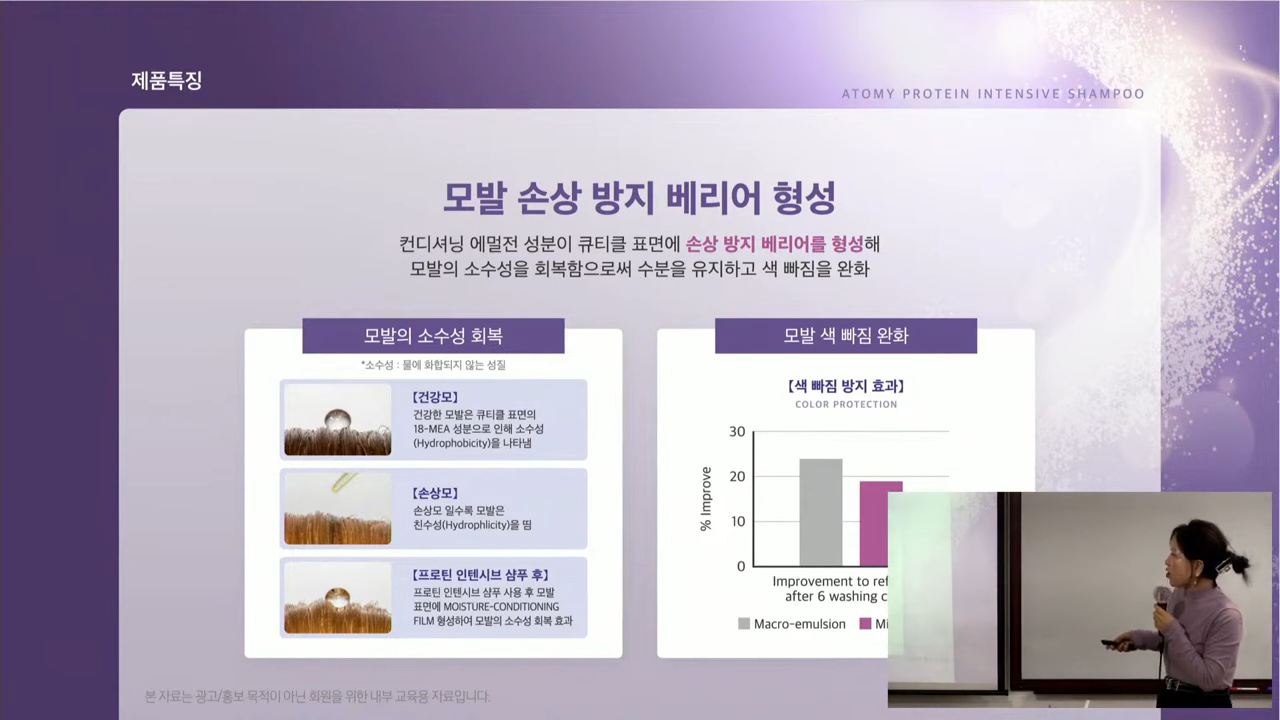 제품특징
ATOMY PROTEIN INTENSIVE SHAMPOO
모발 손상 방지 베리어 형성
컨디셔닝 에멀전 성분이 큐티클 표면에 손상 방지 베리어를 형성해
모발의 소수성을 회복함으로써 수분을 유지하고 색 빠짐을 완화
모발의 소수성 회복
*소수성 : 물에 화합되지 않는 성질
【건강모】
건강한 모발은 큐티클 표면의
18-MEA 성분으로 인해 소수성
(Hydrophobicity)을 나타냄
【손상모】
손상모 일수록 모발은
친수성(Hydrophlicity)을 띔
【프로틴 인텐시브 샴푸 후】
프로틴 인텐시브 샴푸 사용 후 모발
표면에 MOISTURE-CONDITIONING
FILM 형성하여 모발의 소수성 회복 효과
모발 색 빠짐 완화
【색 빠짐 방지 효과】
COLOR PROTECTION
30
20
10
0
% Improve
Improvement to ref
after 6 washing c
Macro-emulsion
Mi
본 자료는 광고/홍보 목적이 아닌 회원을 위한 내부 교육용 자료입니다.